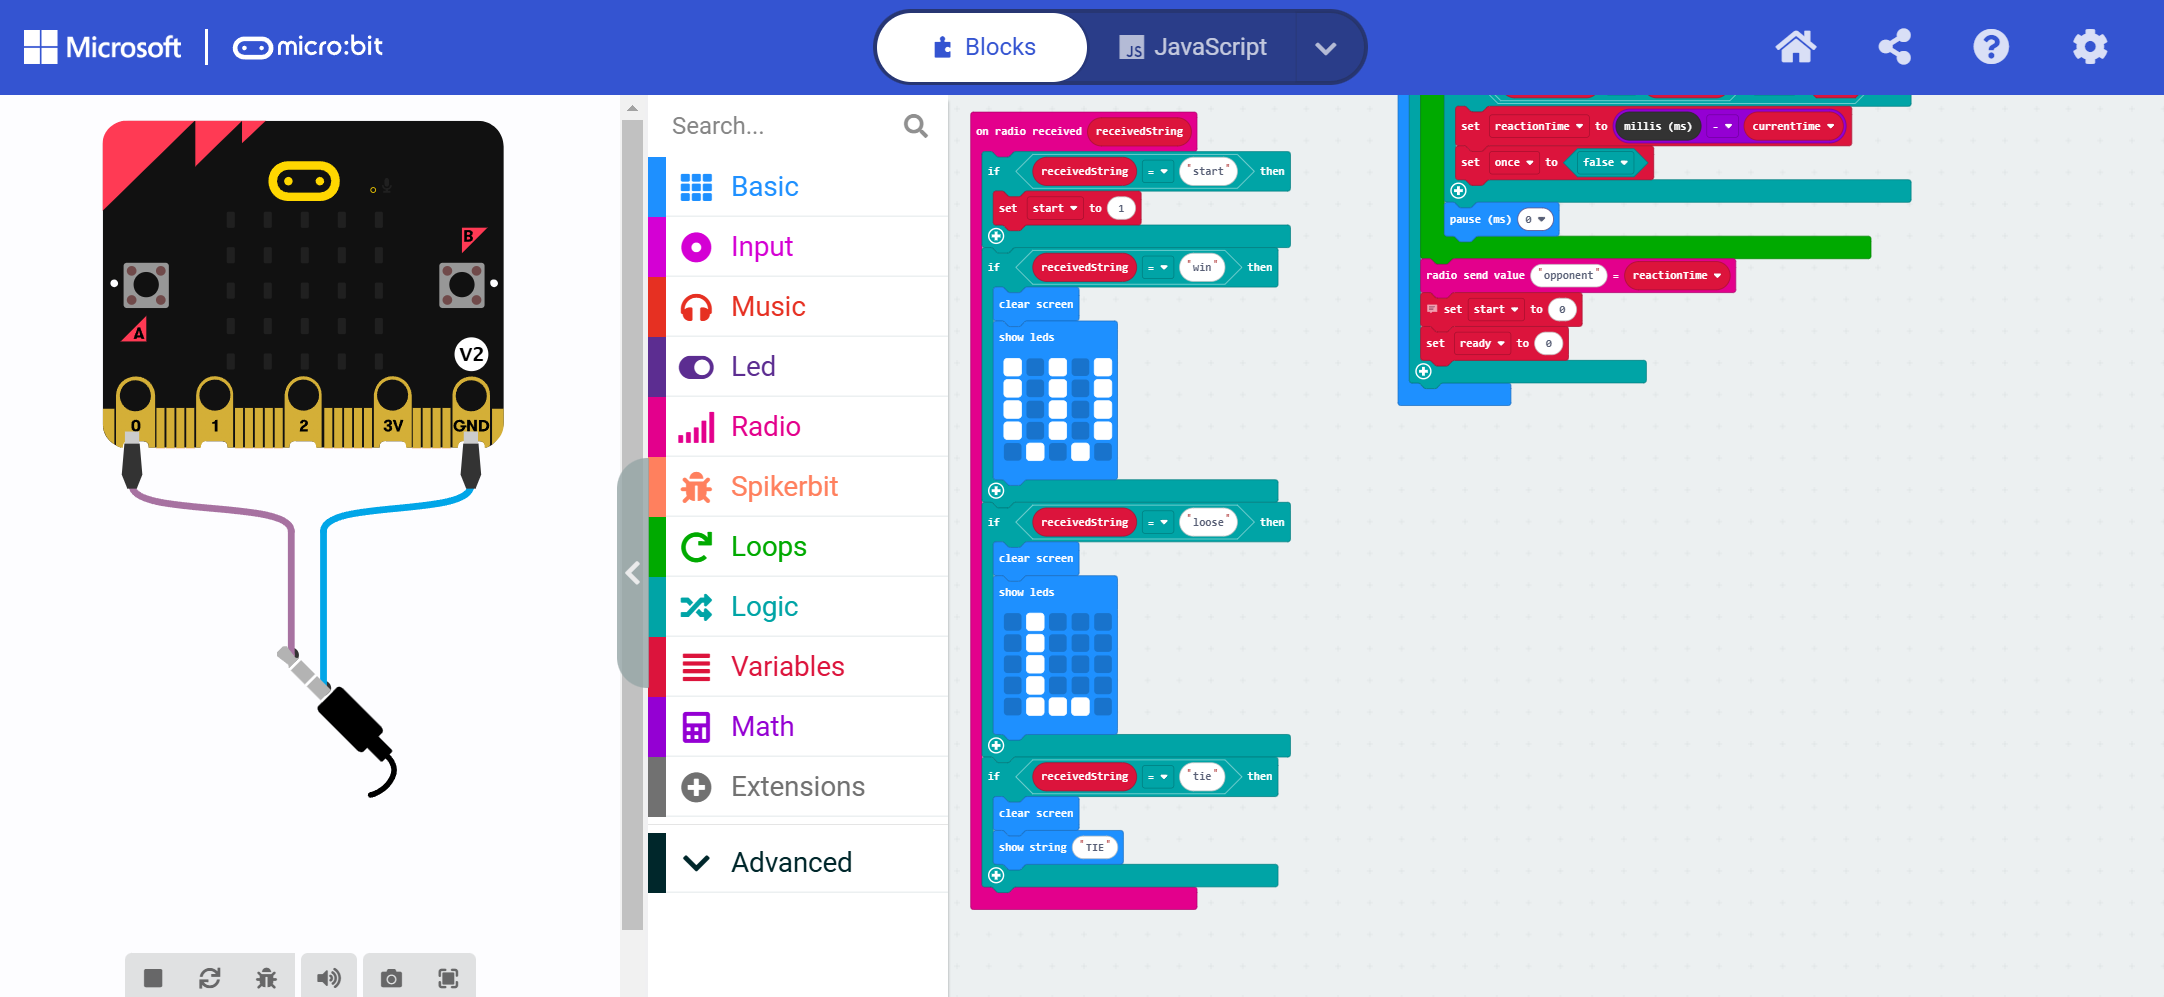 Microsoft micro:bit Blocks JavaScript
B
A
V2
0 1 2 3V GND
Search...
Basic
Input
Music
Led
Radio
Spikerbit
Loops
Logic
Variables
Math
Extensions
Advanced
on radio received receivedString
if receivedString = "start" then
set start to 1
if receivedString = "win" then
clear screen
show leds
if receivedString = "loose" then
clear screen
show leds
if receivedString = "tie" then
clear screen
show string "TIE"
set reactionTime to millis (ms) - currentTime
set once to false
pause (ms) 0
radio send value "opponent" = reactionTime
set start to 0
set ready to 0